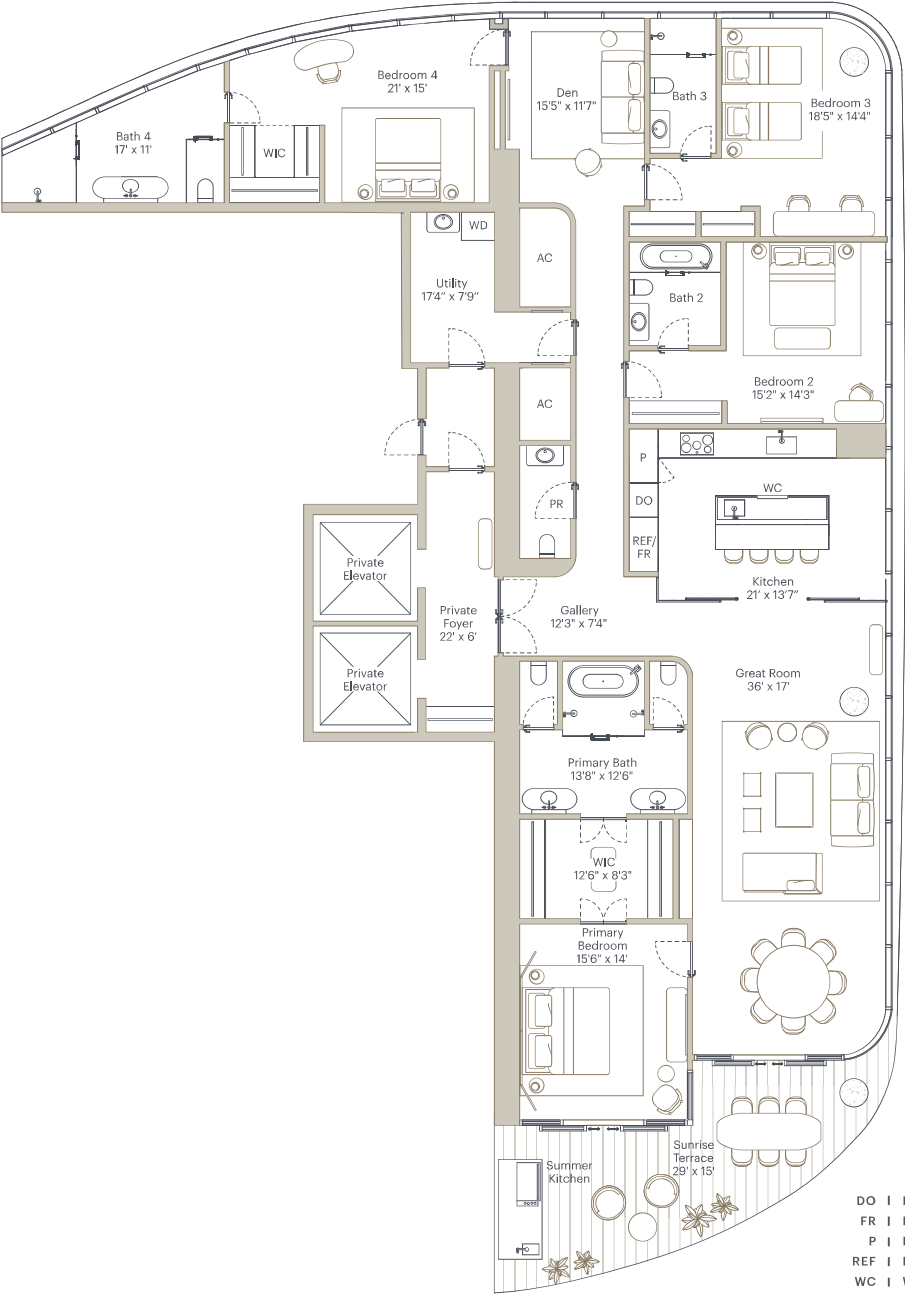 Bedroom 4
21' x 15'
Den
15'5" x 11'7"
Bath 3
Bedroom 3
18'5" x 14'4"
Bath 4
17' x 11'
WIC
WD
AC
Utility
17'4" x 7'9"
Bath 2
Bedroom 2
15'2" x 14'3"
AC
P
DO
REF/
FR
WC
PR
Kitchen
21' x 13'7"
Private
Elevator
Private
Foyer
22' x 6'
Gallery
12'3" x 7'4"
Private
Elevator
Great Room
36' x 17'
Primary Bath
13'8" x 12'6"
WIC
12'6" x 8'3"
Primary
Bedroom
15'6" x 14'
Sunrise
Terrace
29' x 15'
Summer
Kitchen
DO |
FR |
P |
REF |
WC |